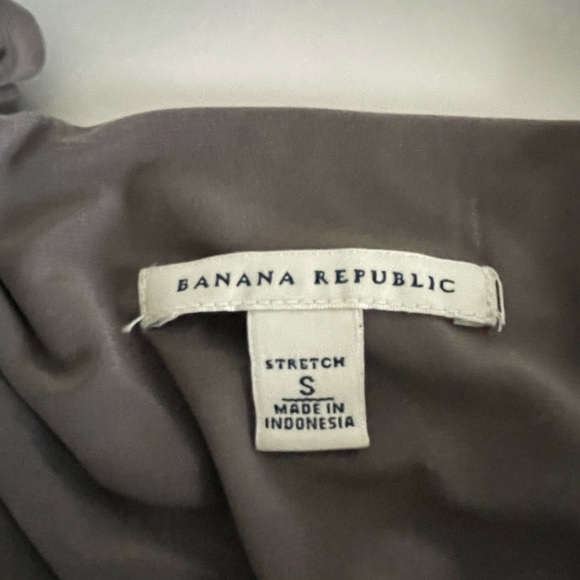 BANANA REPUBLIC
STRETCH
S
MADE IN
INDONESIA